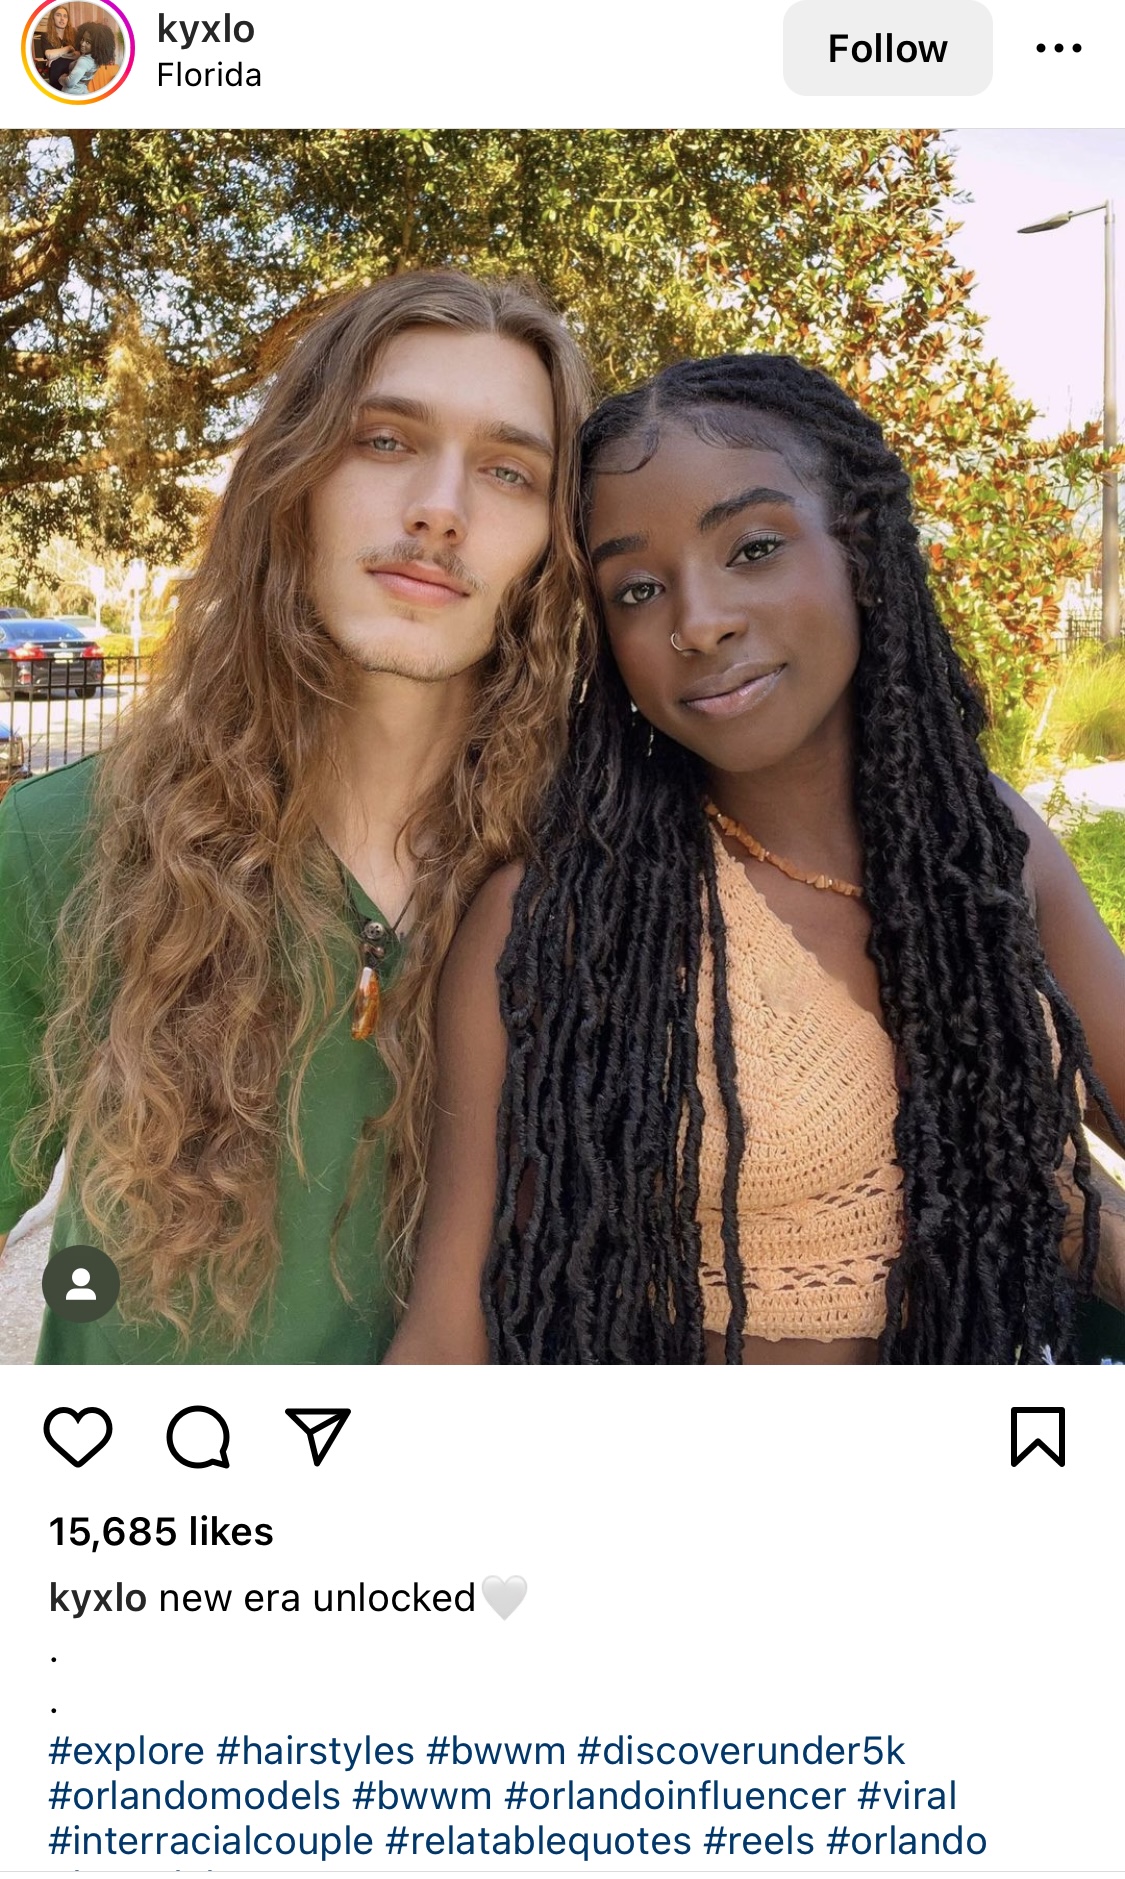 kyxlo
Florida
Follow
15,685 likes
kyxlo new era unlocked🤍
.
.
#explore #hairstyles #bwwm #discoverunder5k
#orlandomodels #bwwm #orlandoinfluencer #viral
#interracialcouple #relatablequotes #reels #orlando